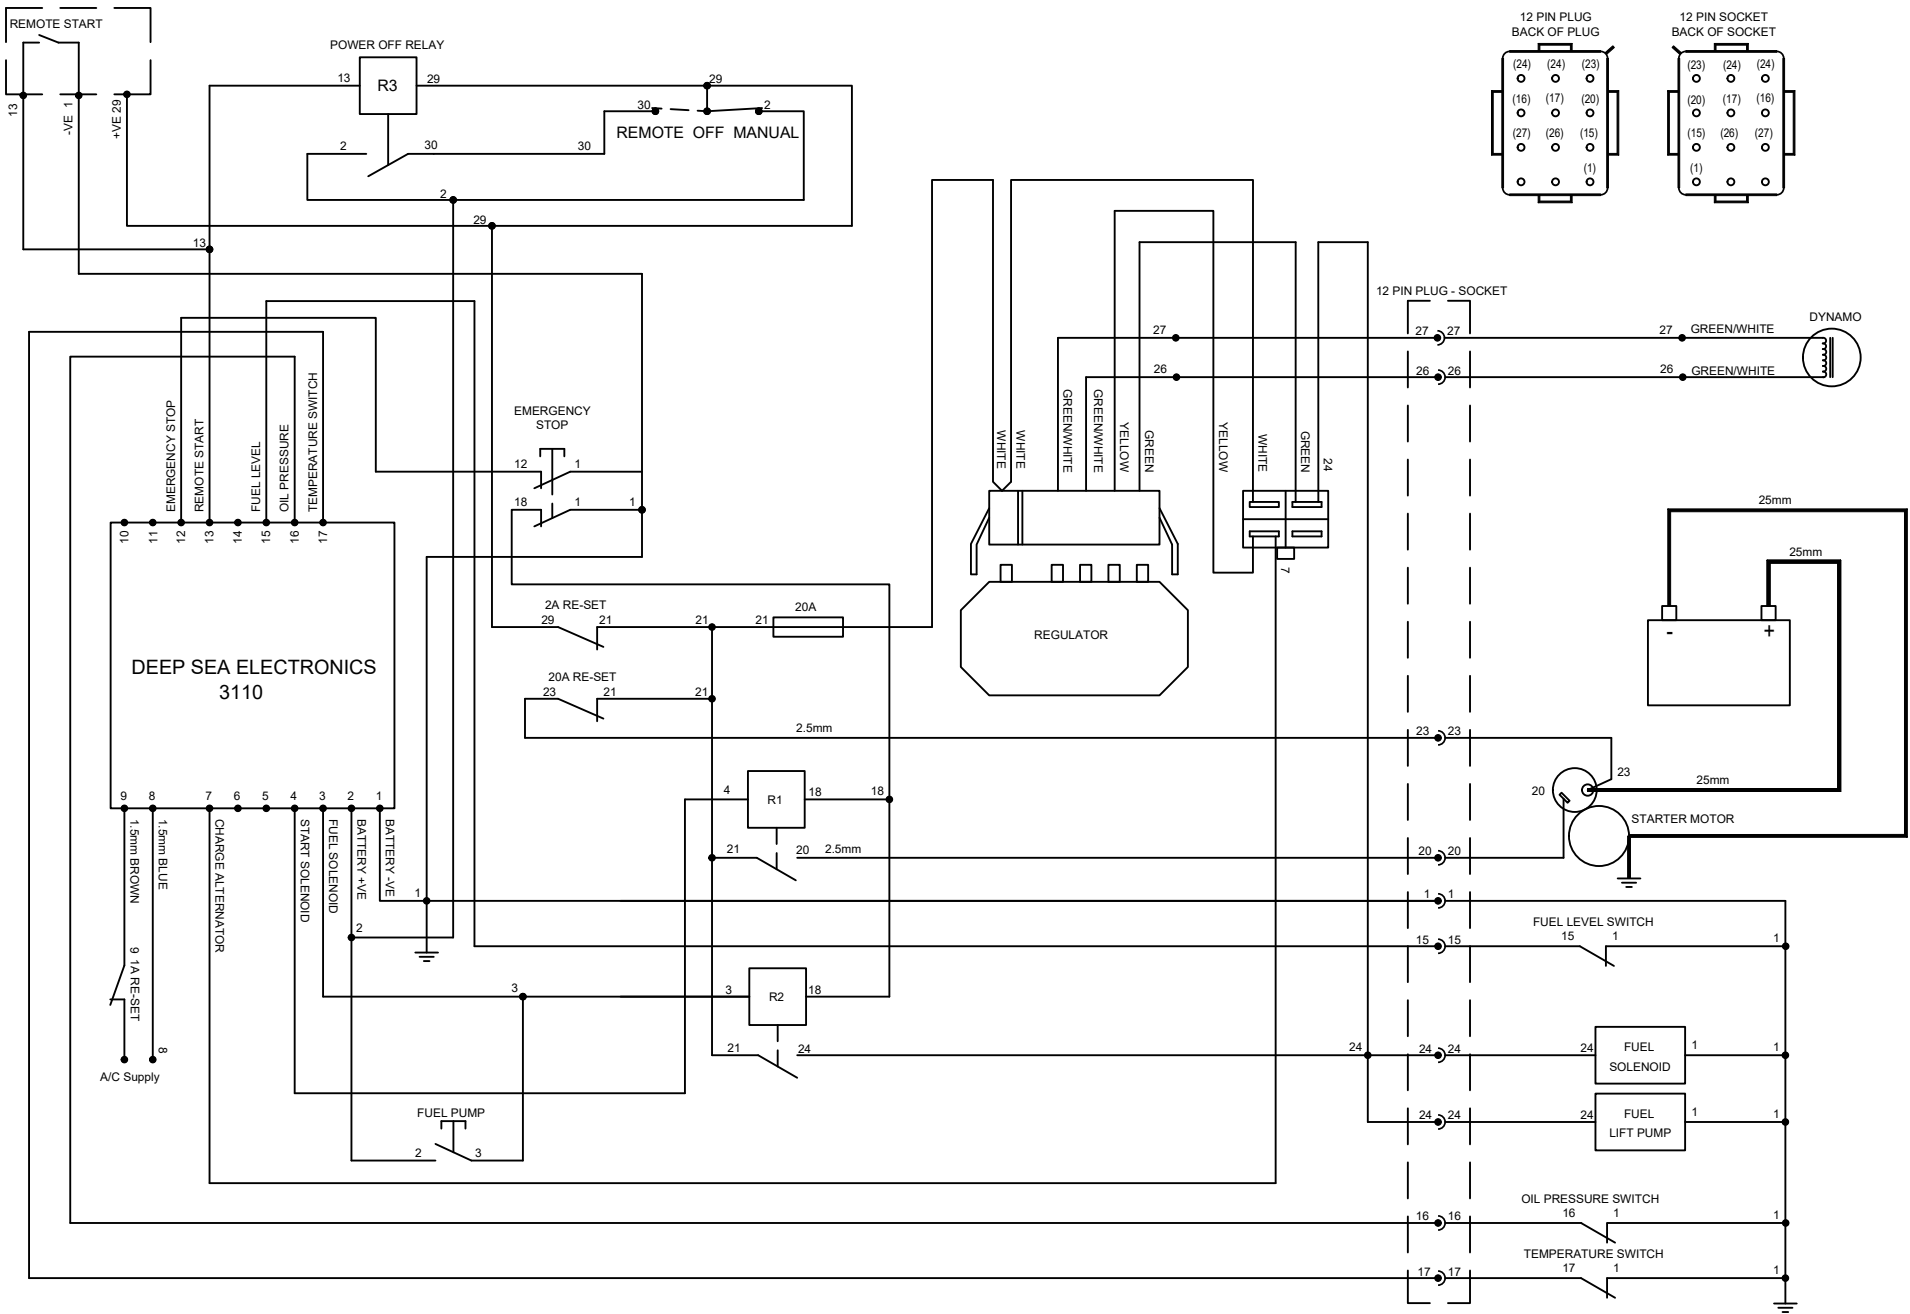 REMOTE START
13
-VE 1
+VE 29
POWER OFF RELAY
13
R3
29
29
30
2
REMOTE OFF MANUAL
2
30
30
2
29
13
12 PIN PLUG
BACK OF PLUG
(24) (24) (23)
(16) (17) (20)
(27) (26) (15)
(1)
12 PIN SOCKET
BACK OF SOCKET
(23) (24) (24)
(20) (17) (16)
(15) (26) (27)
(1)
12 PIN PLUG - SOCKET
27
27 27
27 GREEN/WHITE
DYNAMO
26
26 26
26 GREEN/WHITE
EMERGENCY STOP
REMOTE START
FUEL LEVEL
OIL PRESSURE
TEMPERATURE SWITCH
10
11
12
13
14
15
16
17
EMERGENCY
STOP
12
1
18
1
1
WHITE
WHITE
GREEN/WHITE
GREEN/WHITE
YELLOW
GREEN
YELLOW
WHITE
GREEN
24
7
REGULATOR
25mm
25mm
-
+
2A RE-SET
29
21
21
21
20A
20A RE-SET
23
21
21
DEEP SEA ELECTRONICS
3110
9
8
7
6
5
4
3
2
1
2.5mm
23 23
23
20
25mm
STARTER MOTOR
4
R1
18
18
21
20
2.5mm
20 20
1.5mm BROWN
1.5mm BLUE
CHARGE ALTERNATOR
START SOLENOID
FUEL SOLENOID
BATTERY +VE
BATTERY -VE
1
1 1
2
FUEL LEVEL SWITCH
15 15
15
1
1
9 1A RE-SET
8
A/C Supply
3
3
R2
18
21
24
24
24 24
24
FUEL
SOLENOID
1
1
24 24
24
FUEL
LIFT PUMP
1
1
FUEL PUMP
2
3
OIL PRESSURE SWITCH
16 16
16
1
1
TEMPERATURE SWITCH
17 17
17
1
1